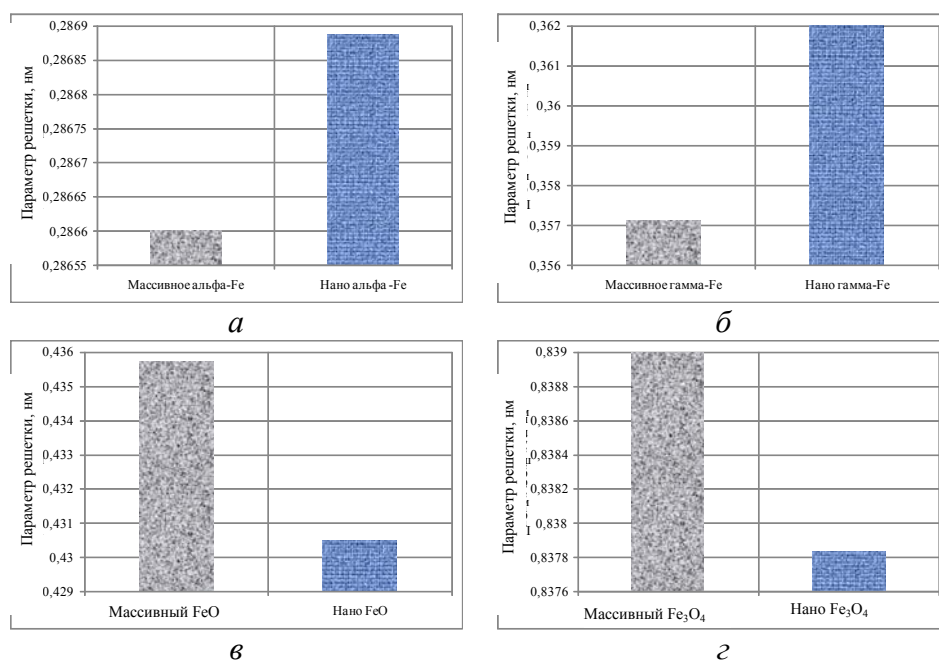 Параметр решетки, нм
0,2869
0,28685
0,2868
0,28675
0,2867
0,28665
0,2866
0,28655
Массивное альфа-Fe
Нано альфа -Fe
а
Параметр решетки, нм
0,362
0,361
0,36
0,359
0,358
0,357
0,356
Массивное гамма-Fe
Нано гамма-Fe
б
Параметр решетки, нм
0,436
0,435
0,434
0,433
0,432
0,431
0,43
0,429
Массивный FeO
Нано FeO
в
Параметр решетки, нм
0,839
0,8388
0,8386
0,8384
0,8382
0,838
0,8378
0,8376
Массивный Fe₃O₄
Нано Fe₃O₄
г